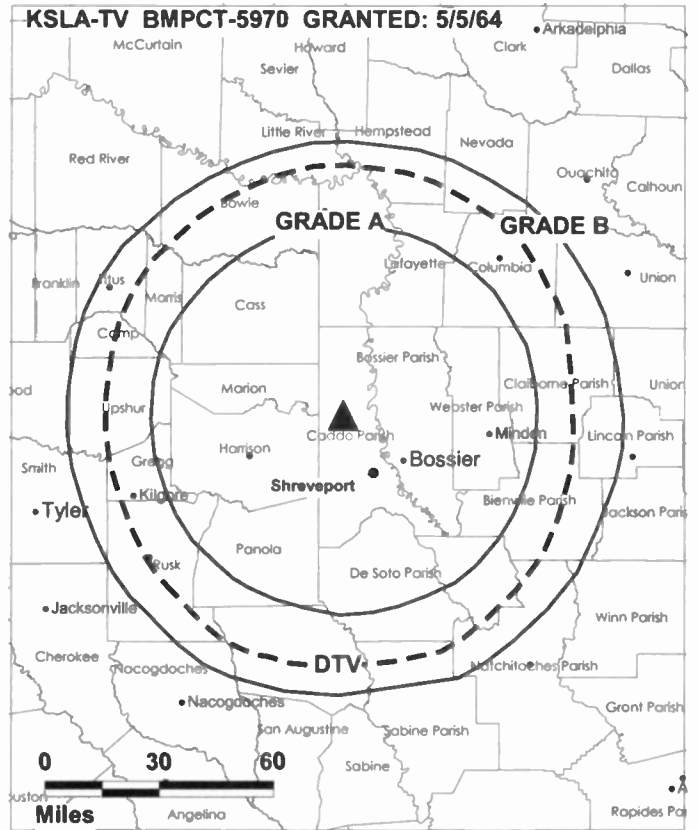 KSLA-TV BMPCT-5970 GRANTED: 5/5/64
Arkadelphia
McCurtain
Howard
Clark
Sevier
Dallas
Little River
Hempstead
Nevada
Red River
Ouachita
Calhoun
Bowie
GRADE A
GRADE B
Lafayette
Columbia
Union
Franklin
Titus
Morris
Cass
Camp
Bossier Parish
Marion
Claiborne Parish
Union
Upshur
Webster Parish
Caddo Parish
Minden
Lincoln Parish
Harrison
Bossier
Smith
Gregg
Shreveport
Kilgore
Bienville Parish
Tyler
Jackson Paris
Panola
Rusk
De Soto Parish
Jacksonville
Winn Parish
Cherokee
DTV
Nacogdoches
Natchitoches Parish
Nacogdoches
Grant Parish
San Augustine
Sabine Parish
0 30 60
Sabine
Miles
Angelina
A
Rapides Par